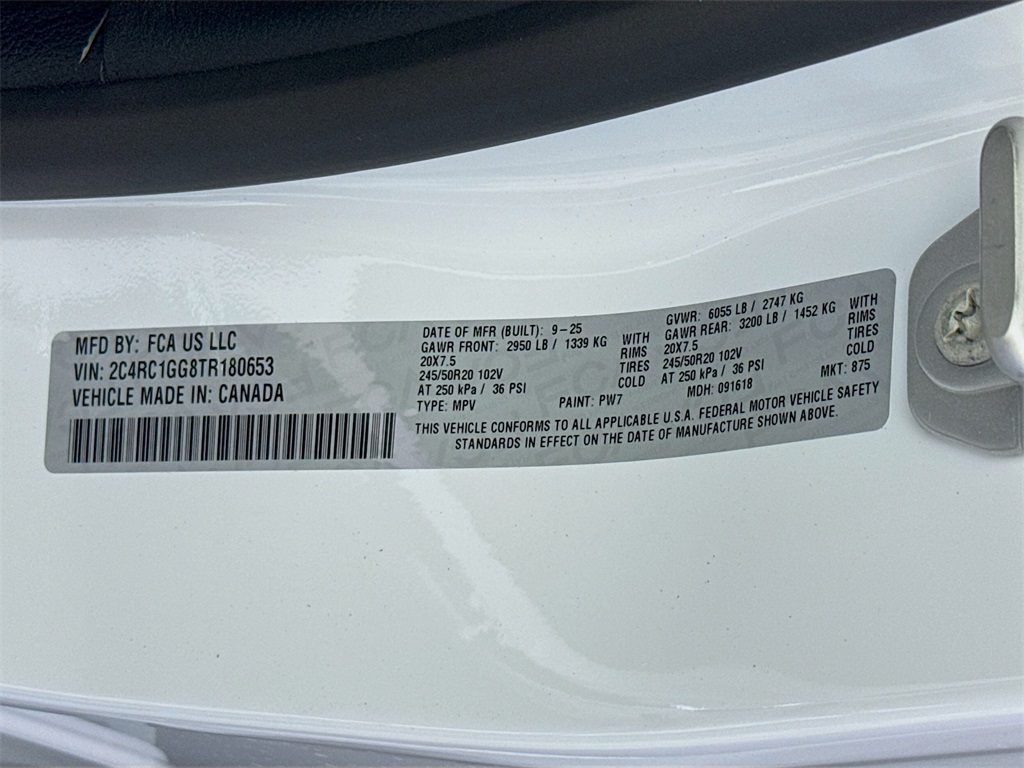 MFD BY: FCA US LLC
VIN: 2C4RC1GG8TR180653
VEHICLE MADE IN: CANADA
DATE OF MFR (BUILT): 9-25
GAWR FRONT: 2950 LB / 1339 KG WITH
20X7.5 RIMS
245/50R20 102V TIRES
AT 250 kPa / 36 PSI COLD
TYPE: MPV
PAINT: PW7
GVWR: 6055 LB / 2747 KG
GAWR REAR: 3200 LB / 1452 KG WITH
20X7.5 RIMS
245/50R20 102V TIRES
AT 250 kPa / 36 PSI COLD
MDH: 091618
MKT: 875
THIS VEHICLE CONFORMS TO ALL APPLICABLE U.S.A. FEDERAL MOTOR VEHICLE SAFETY
STANDARDS IN EFFECT ON THE DATE OF MANUFACTURE SHOWN ABOVE.